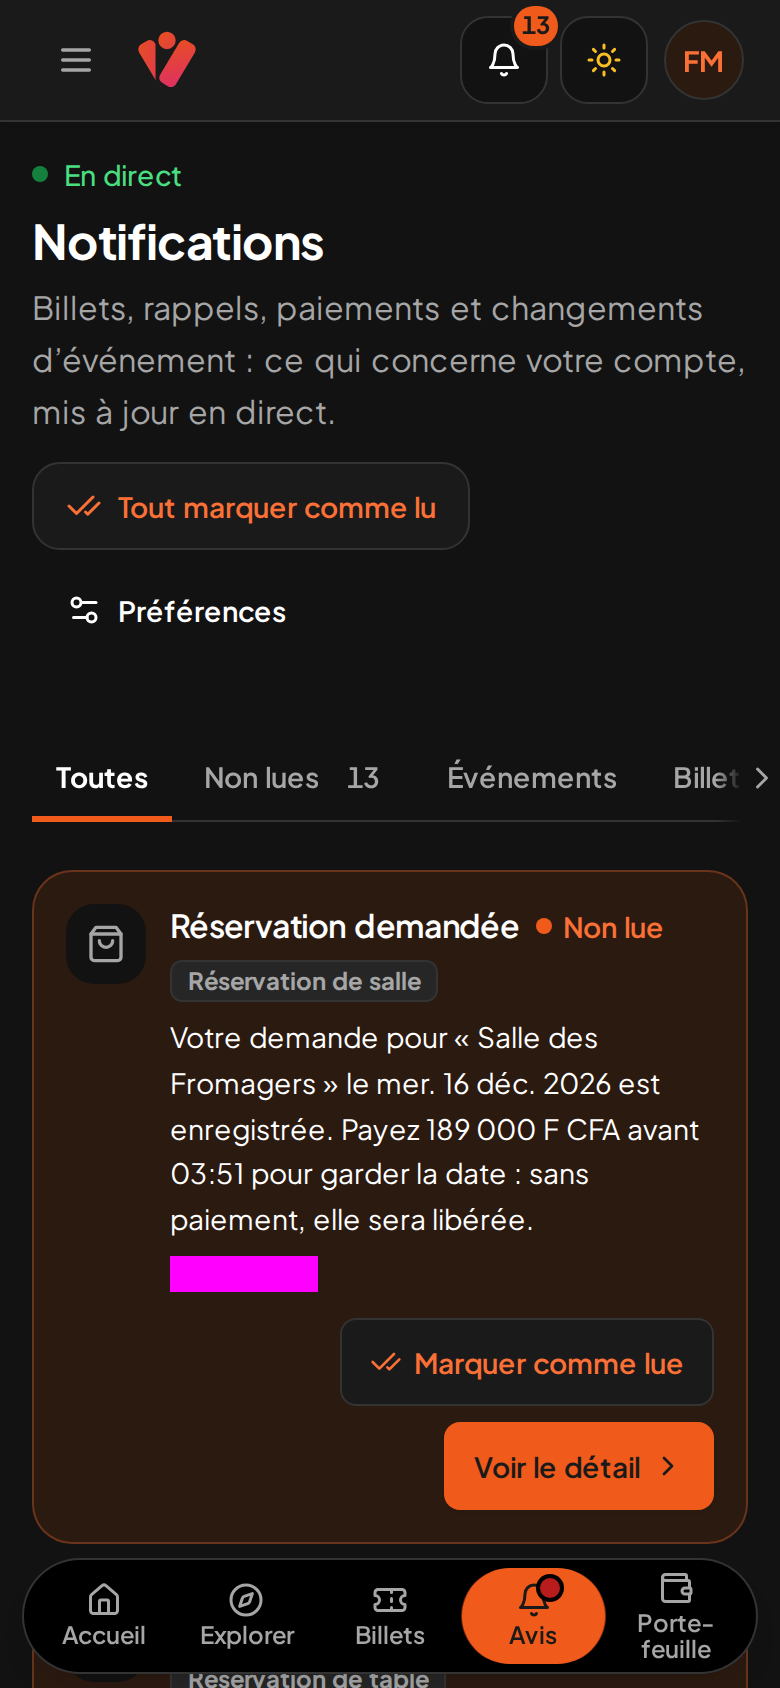 13
FM
En direct
Notifications
Billets, rappels, paiements et changements
d’événement : ce qui concerne votre compte,
mis à jour en direct.
Tout marquer comme lu
Préférences
Toutes
Non lues 13
Événements
Billet
Réservation demandée
Non lue
Réservation de salle
Votre demande pour « Salle des
Fromagers » le mer. 16 déc. 2026 est
enregistrée. Payez 189 000 F CFA avant
03:51 pour garder la date : sans
paiement, elle sera libérée.
Marquer comme lue
Voir le détail
Accueil
Explorer
Billets
Avis
Porte-
feuille
Réservation de table